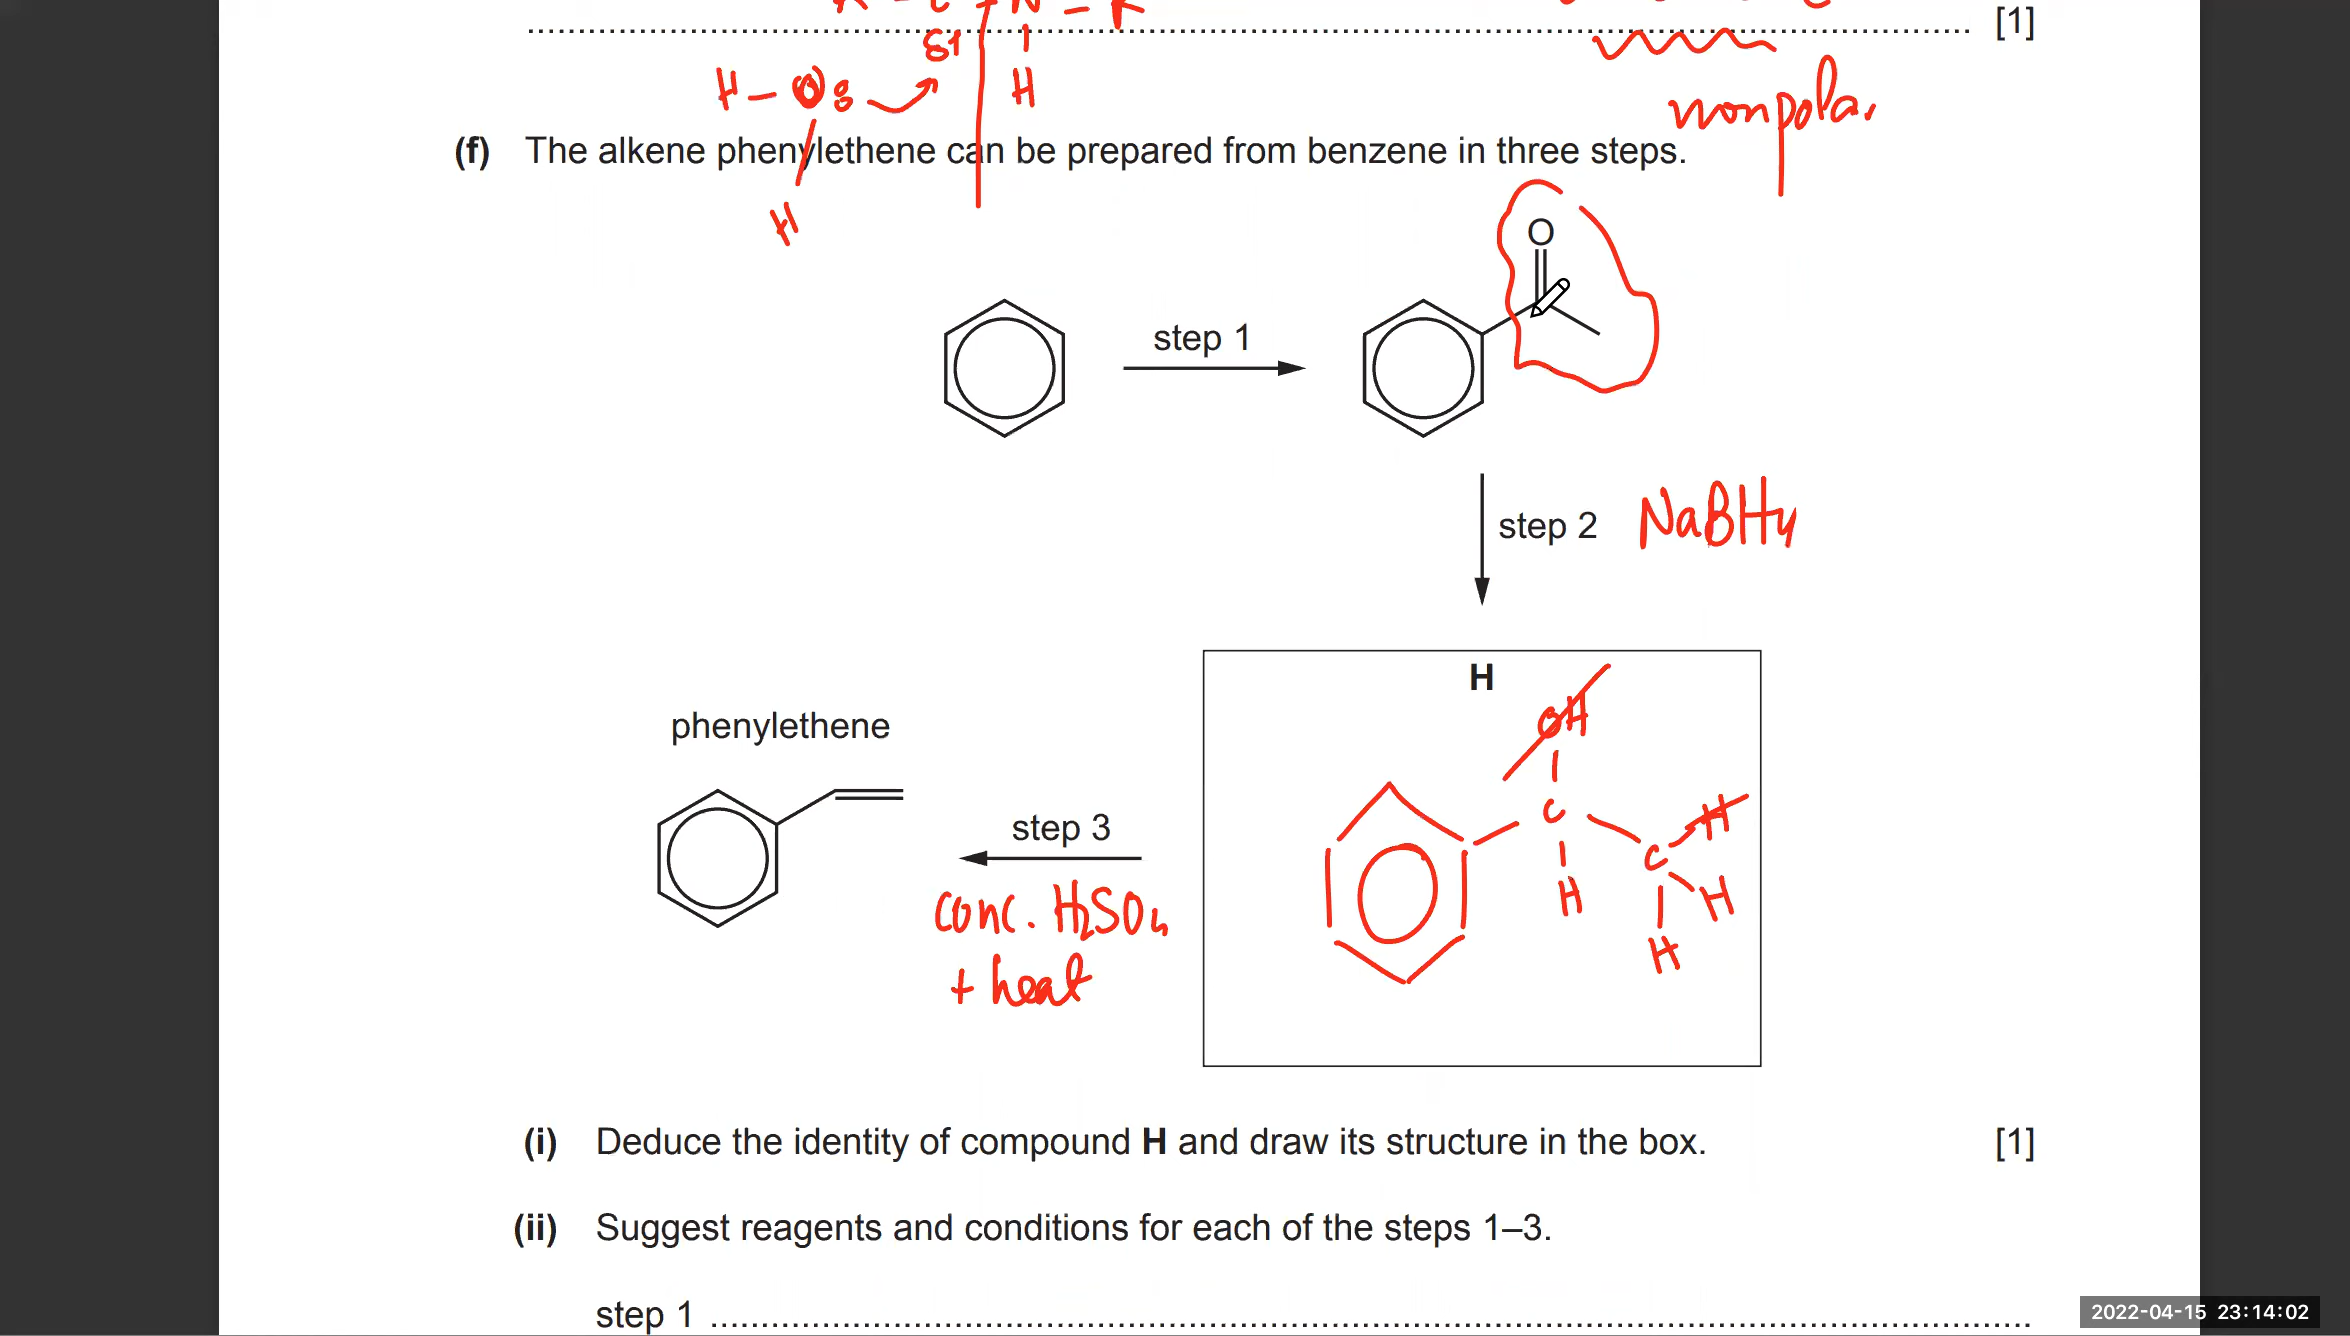 [1]
δ+
H
H – O
H
nonpolar
(f) The alkene phenylethene can be prepared from benzene in three steps.
O
step 1
step 2 NaBH4
H
OH
C
C
H
H
H
H
phenylethene
step 3
conc. H2SO4
+ heat
(i) Deduce the identity of compound H and draw its structure in the box. [1]
(ii) Suggest reagents and conditions for each of the steps 1–3.
step 1
2022-04-15 23:14:02